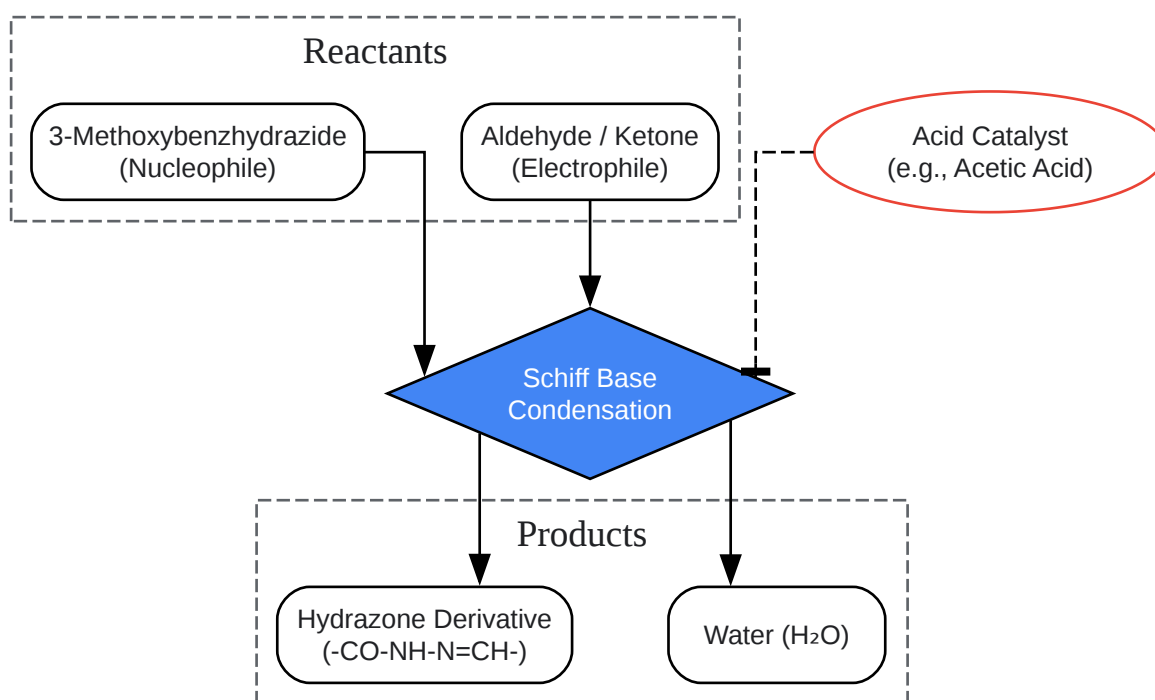 Reactants
3-Methoxybenzhydrazide
(Nucleophile)
Aldehyde / Ketone
(Electrophile)
Acid Catalyst
(e.g., Acetic Acid)
Schiff Base
Condensation
Products
Hydrazone Derivative
(-CO-NH-N=CH-)
Water (H₂O)